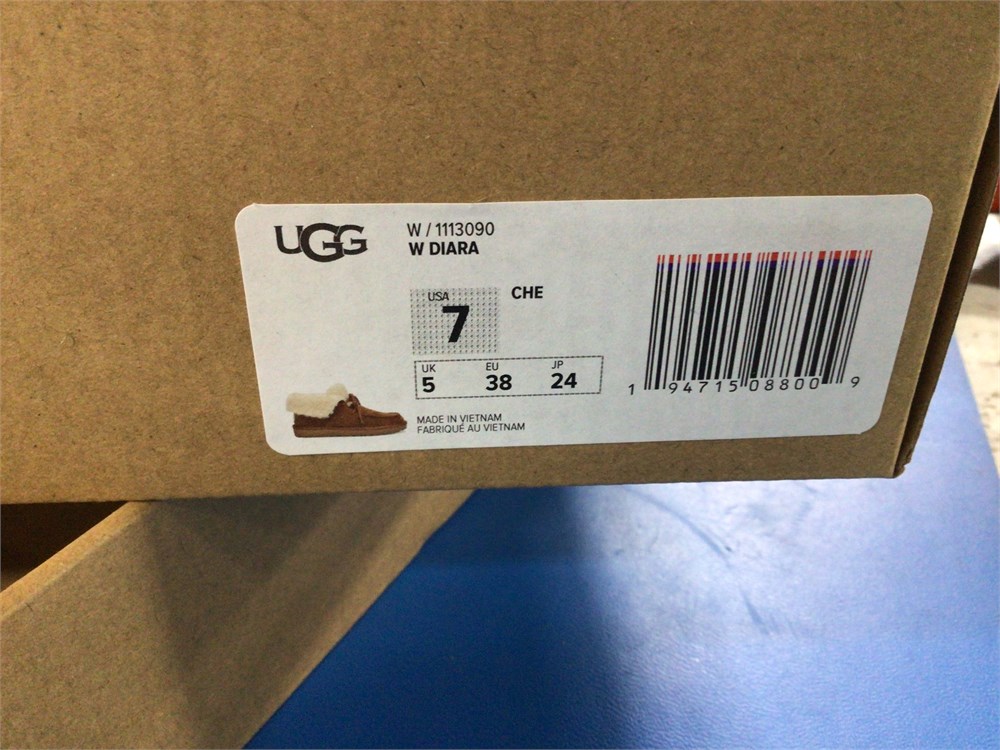 UGG
W / 1113090
W DIARA
USA
7
CHE
UK EU JP
5 38 24
MADE IN VIETNAM
FABRIQUÉ AU VIETNAM
1 94715 08800 9